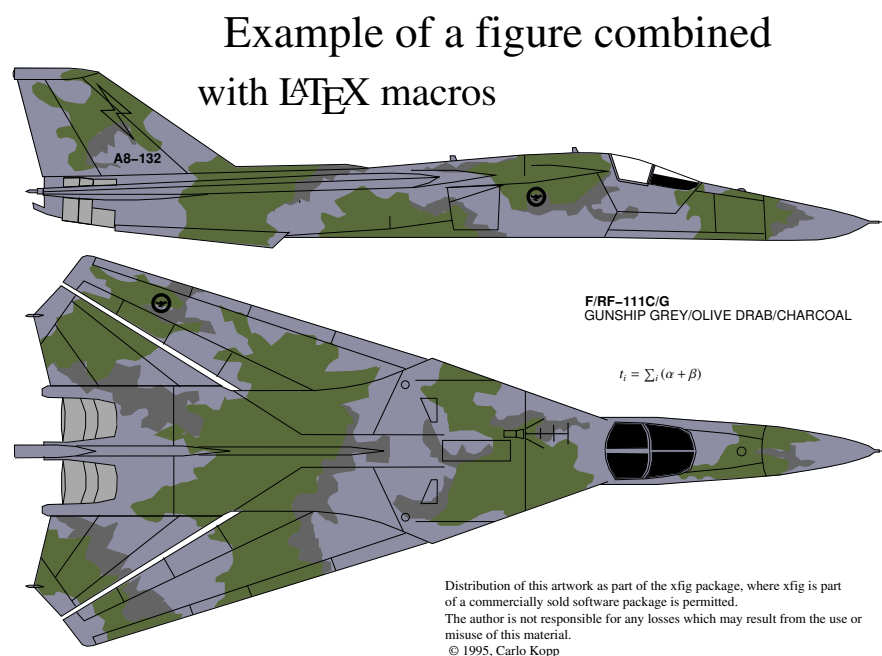 Example of a figure combined
with LATEX macros
A8−132
F/RF−111C/G
GUNSHIP GREY/OLIVE DRAB/CHARCOAL
t_i = ∑_i (α + β)
Distribution of this artwork as part of the xfig package, where xfig is part
of a commercially sold software package is permitted.
The author is not responsible for any losses which may result from the use or
misuse of this material.
© 1995, Carlo Kopp